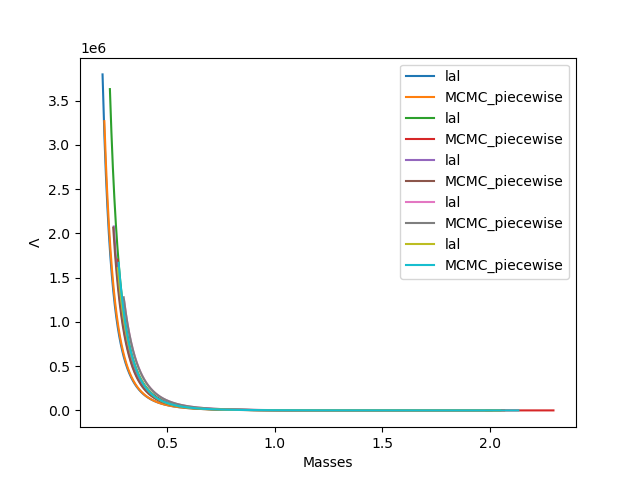 1e6
3.5
3.0
2.5
2.0
1.5
1.0
0.5
0.0
Λ
0.5
1.0
1.5
2.0
Masses
lal
MCMC_piecewise
lal
MCMC_piecewise
lal
MCMC_piecewise
lal
MCMC_piecewise
lal
MCMC_piecewise